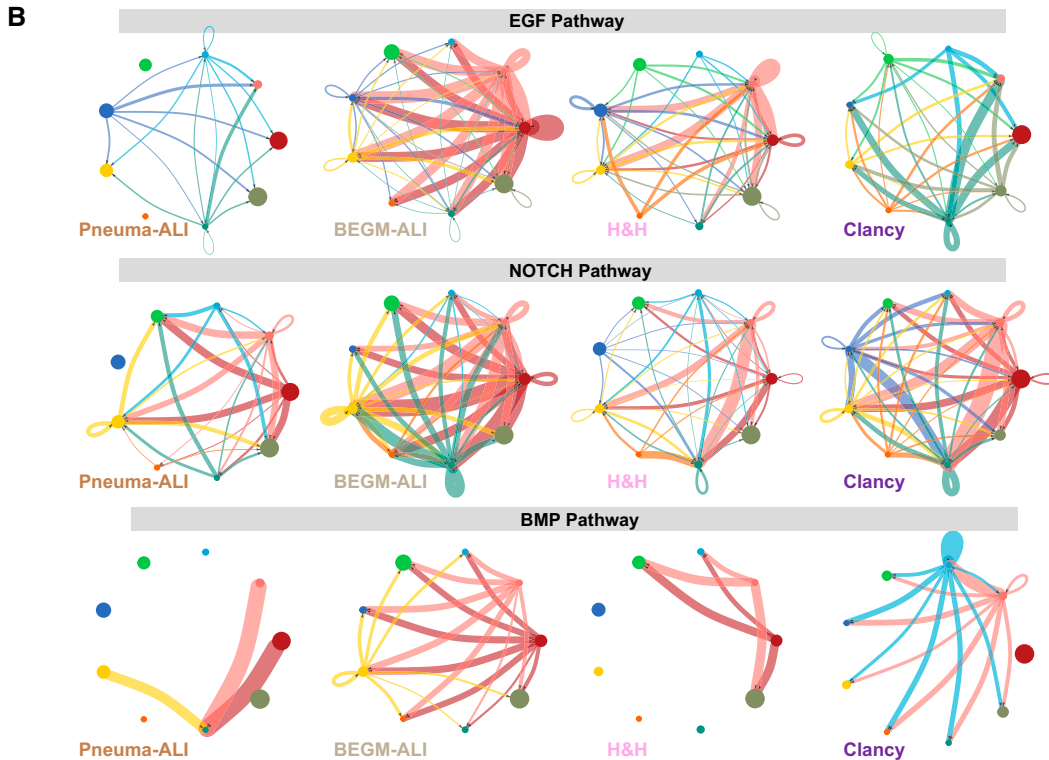 B
EGF Pathway
Pneuma-ALI BEGM-ALI H&H Clancy
NOTCH Pathway
Pneuma-ALI BEGM-ALI H&H Clancy
BMP Pathway
Pneuma-ALI BEGM-ALI H&H Clancy